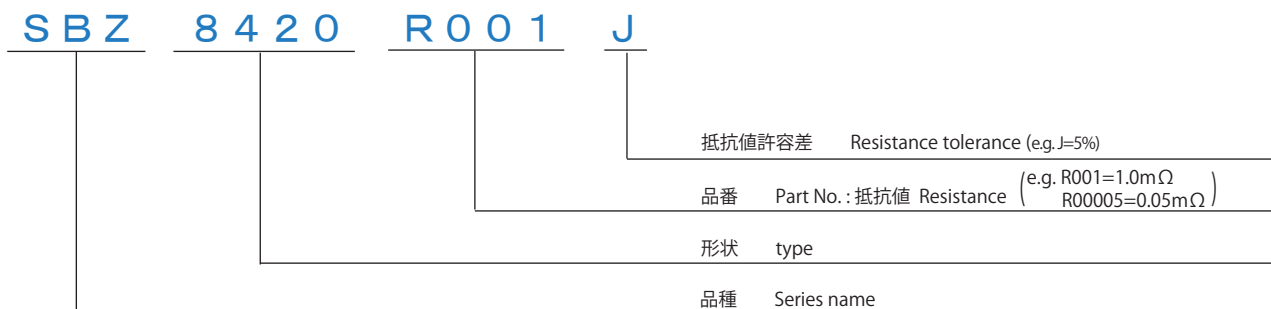 SBZ 8420 R001 J
抵抗値許容差 Resistance tolerance (e.g. J=5%)
品番 Part No. : 抵抗値 Resistance (e.g. R001=1.0mΩ
R00005=0.05mΩ)
形状 type
品種 Series name